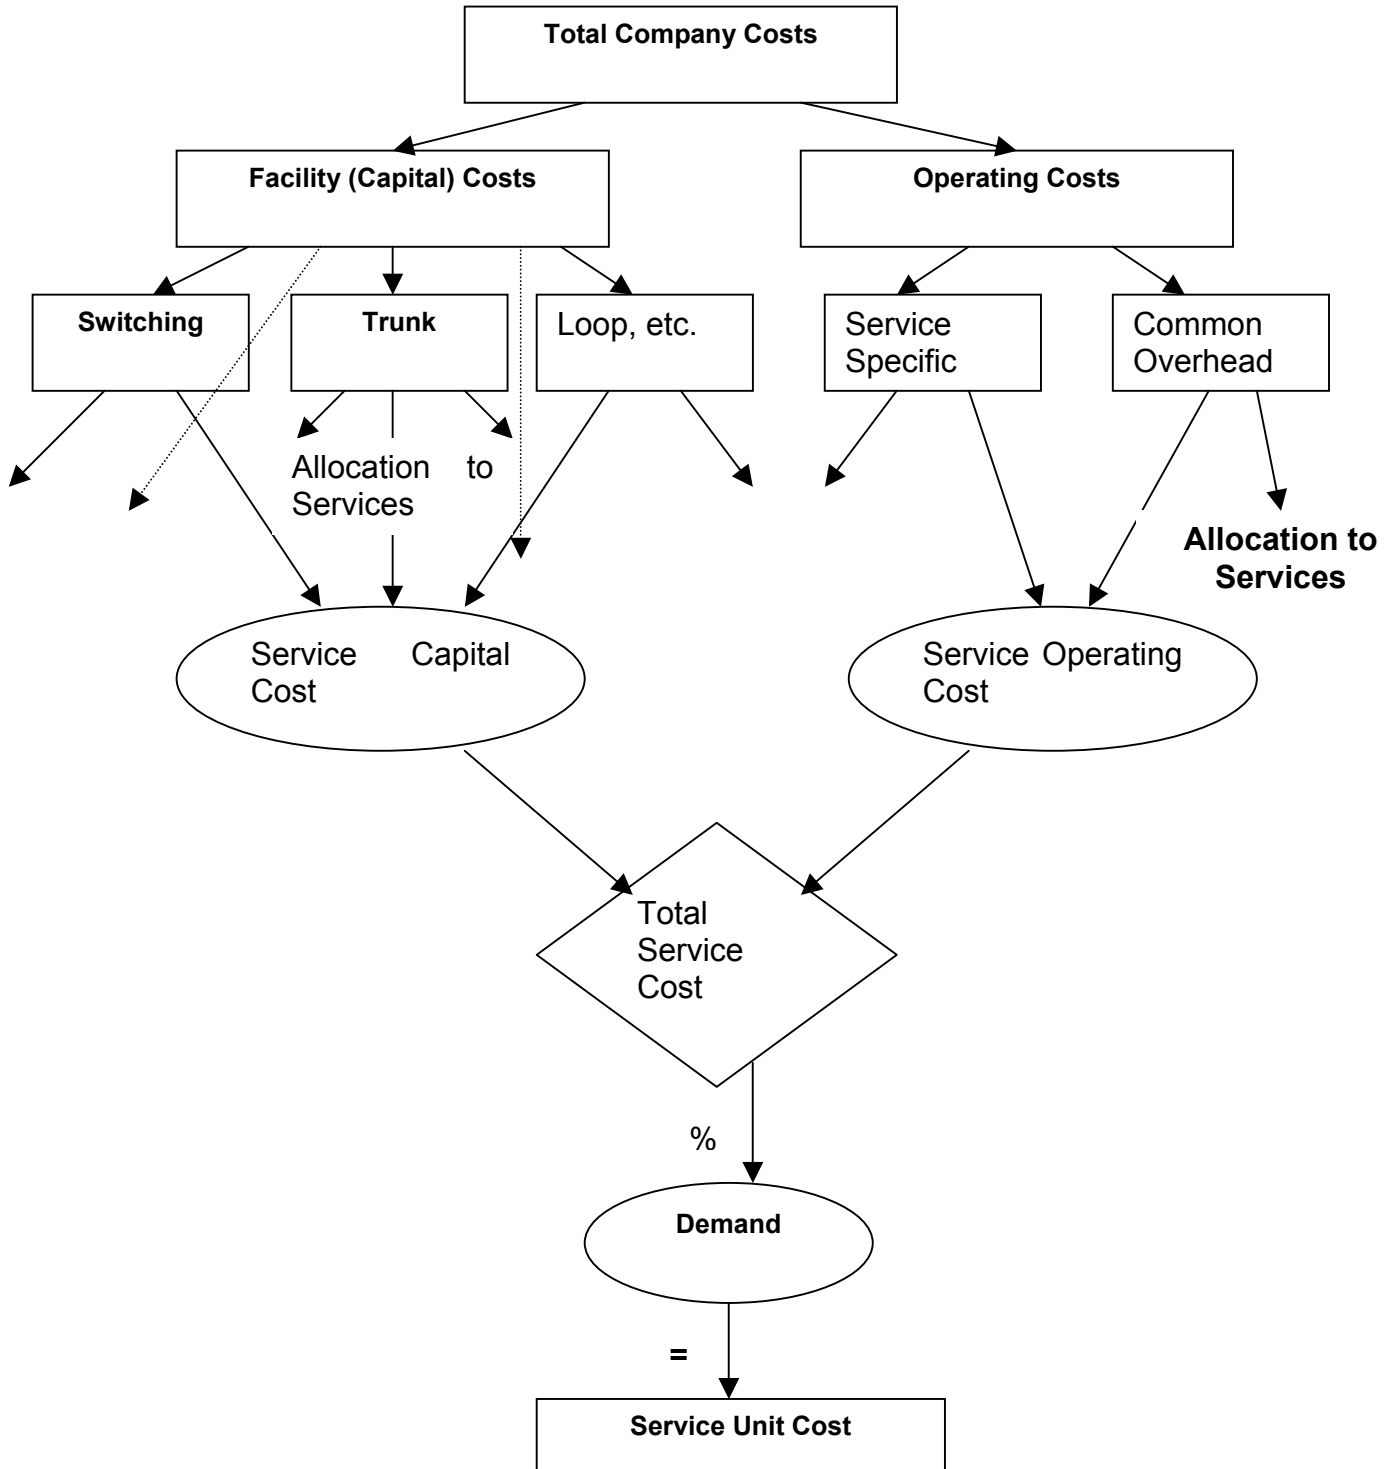 Total Company Costs
Facility (Capital) Costs
Operating Costs
Switching
Trunk
Loop, etc.
Service
Specific
Common
Overhead
Allocation to
Services
Allocation to
Services
Service Capital
Cost
Service Operating
Cost
Total
Service
Cost
%
Demand
=
Service Unit Cost